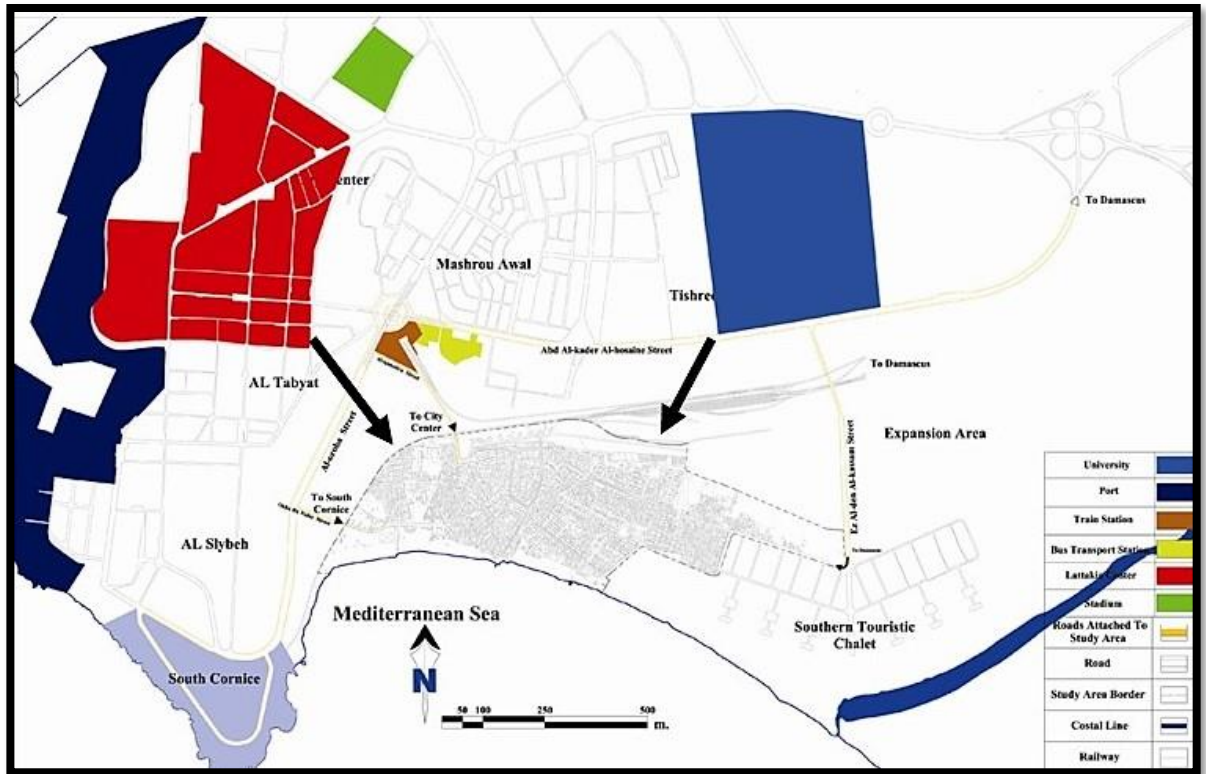 enter
To Damascus
Mashrou Awal
Tishree
Abd Al-kader Al-hosaine Street
To Damascus
AL Tabyat
To City
Center
Al-oroba Street
Expansion Area
Ez Al-den Al-kassam Street
To South
Cornice
AL Slybeh
Mediterranean Sea
Southern Touristic
Chalet
South Cornice
N
50 100 250 500
m.
University
Port
Train Station
Bus Transport Station
Lattakia Center
Stadium
Roads Attached To
Study Area
Road
Study Area Border
Costal Line
Railway